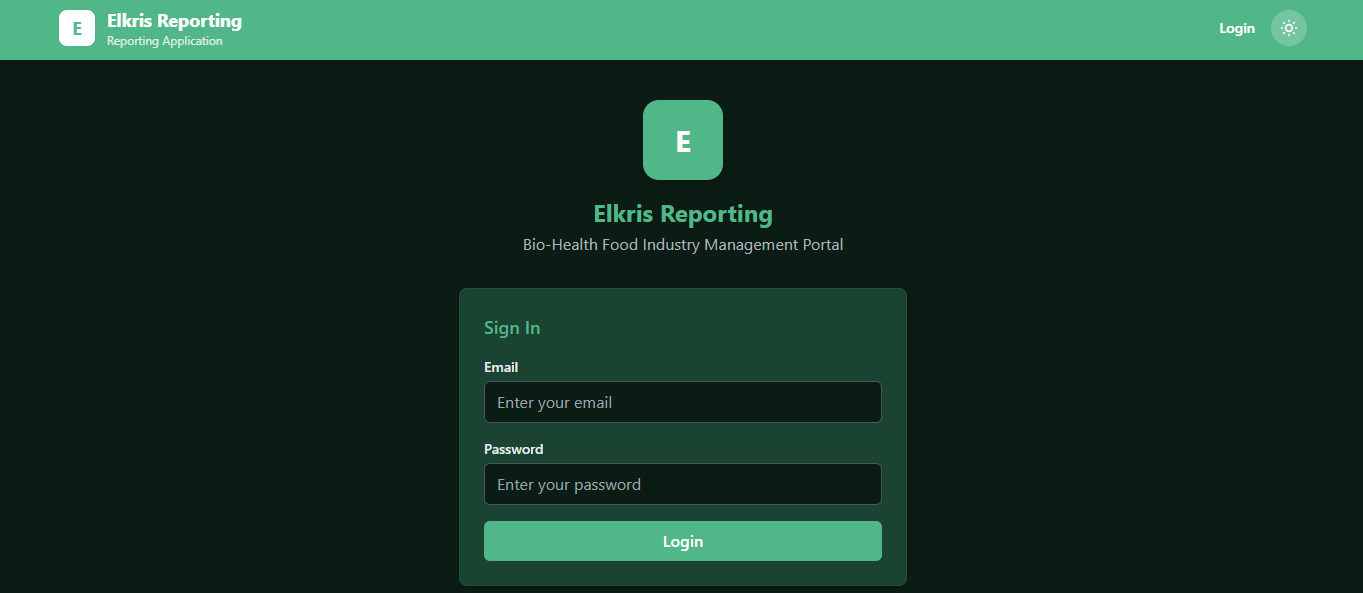 E
Elkris Reporting
Reporting Application
Login
E
Elkris Reporting
Bio-Health Food Industry Management Portal
Sign In
Email
Enter your email
Password
Enter your password
Login